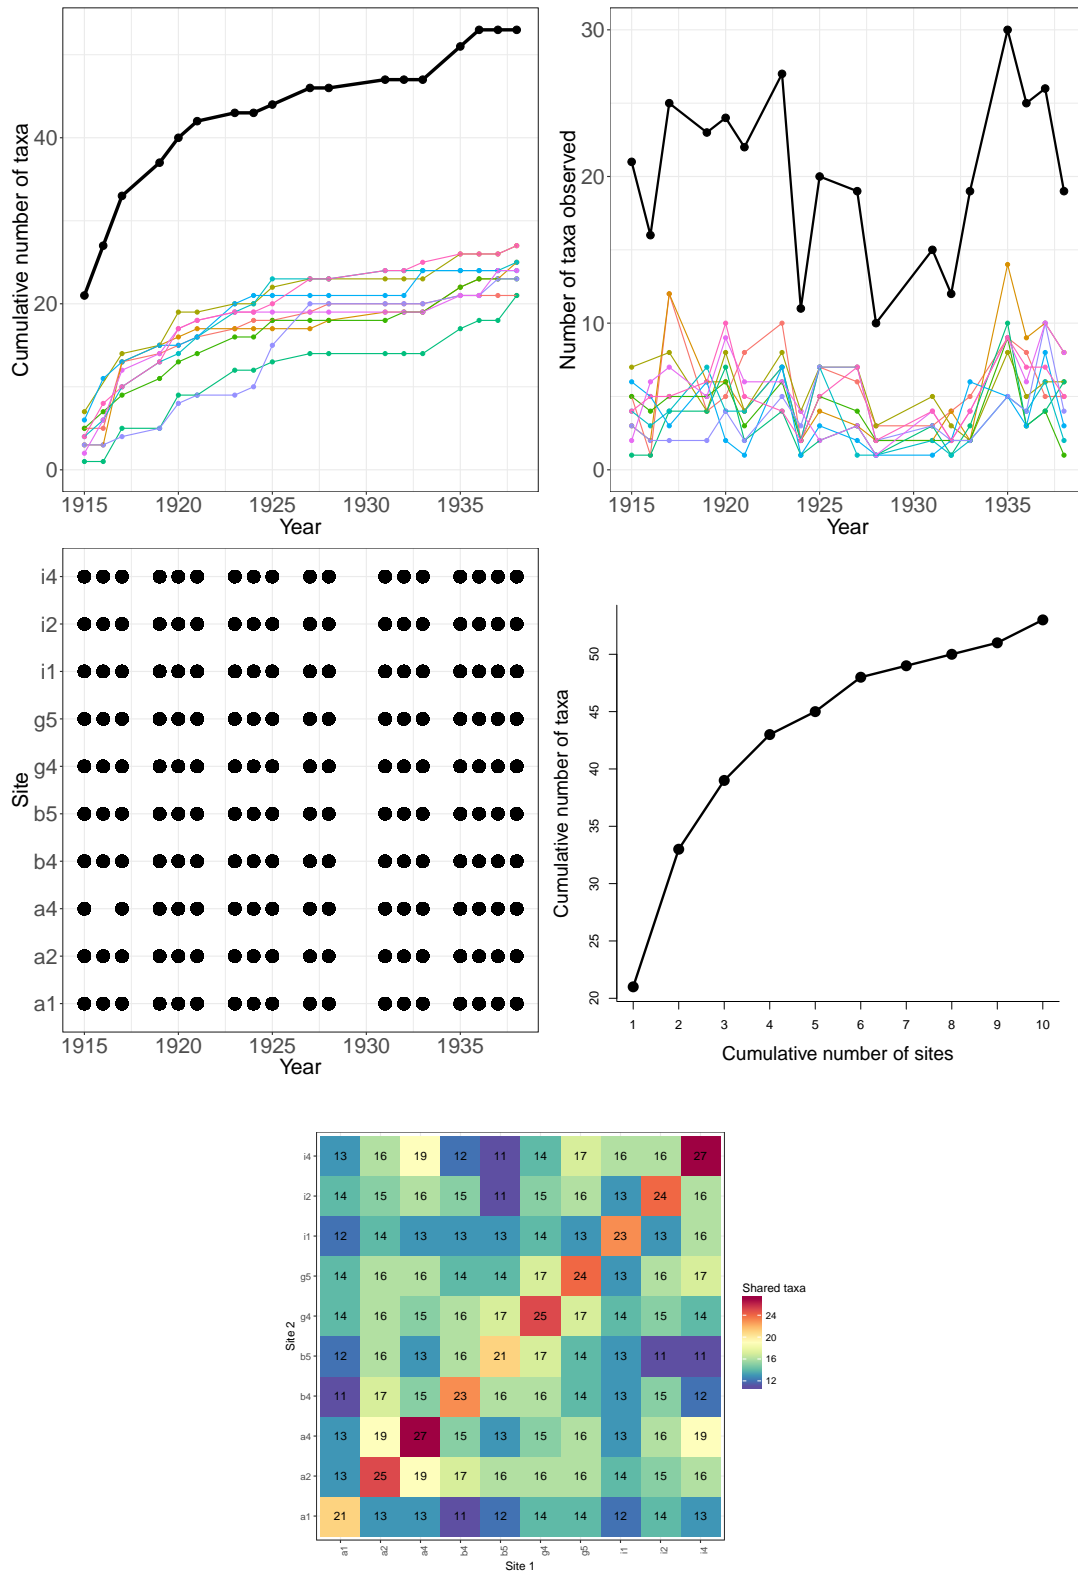 Cumulative number of taxa
40
20
0
1915 1920 1925 1930 1935
Year
Number of taxa observed
30
20
10
0
1915 1920 1925 1930 1935
Year
Site
i4
i2
i1
g5
g4
b5
b4
a4
a2
a1
1915 1920 1925 1930 1935
Year
Cumulative number of taxa
50
45
40
35
30
25
20
1 2 3 4 5 6 7 8 9 10
Cumulative number of sites
Site 2
i4 13 16 19 12 11 14 17 16 16 27
i2 14 15 16 15 11 15 16 13 24 16
i1 12 14 13 13 13 14 13 23 13 16
g5 14 16 16 14 14 17 24 13 16 17
g4 14 16 15 16 17 25 17 14 15 14
b5 12 16 13 16 21 17 14 13 11 11
b4 11 17 15 23 16 16 14 13 15 12
a4 13 19 27 15 13 15 16 13 16 19
a2 13 25 19 17 16 16 16 14 15 16
a1 21 13 13 11 12 14 14 12 14 13
a1 a2 a4 b4 b5 g4 g5 i1 i2 i4
Site 1
Shared taxa
24
20
16
12